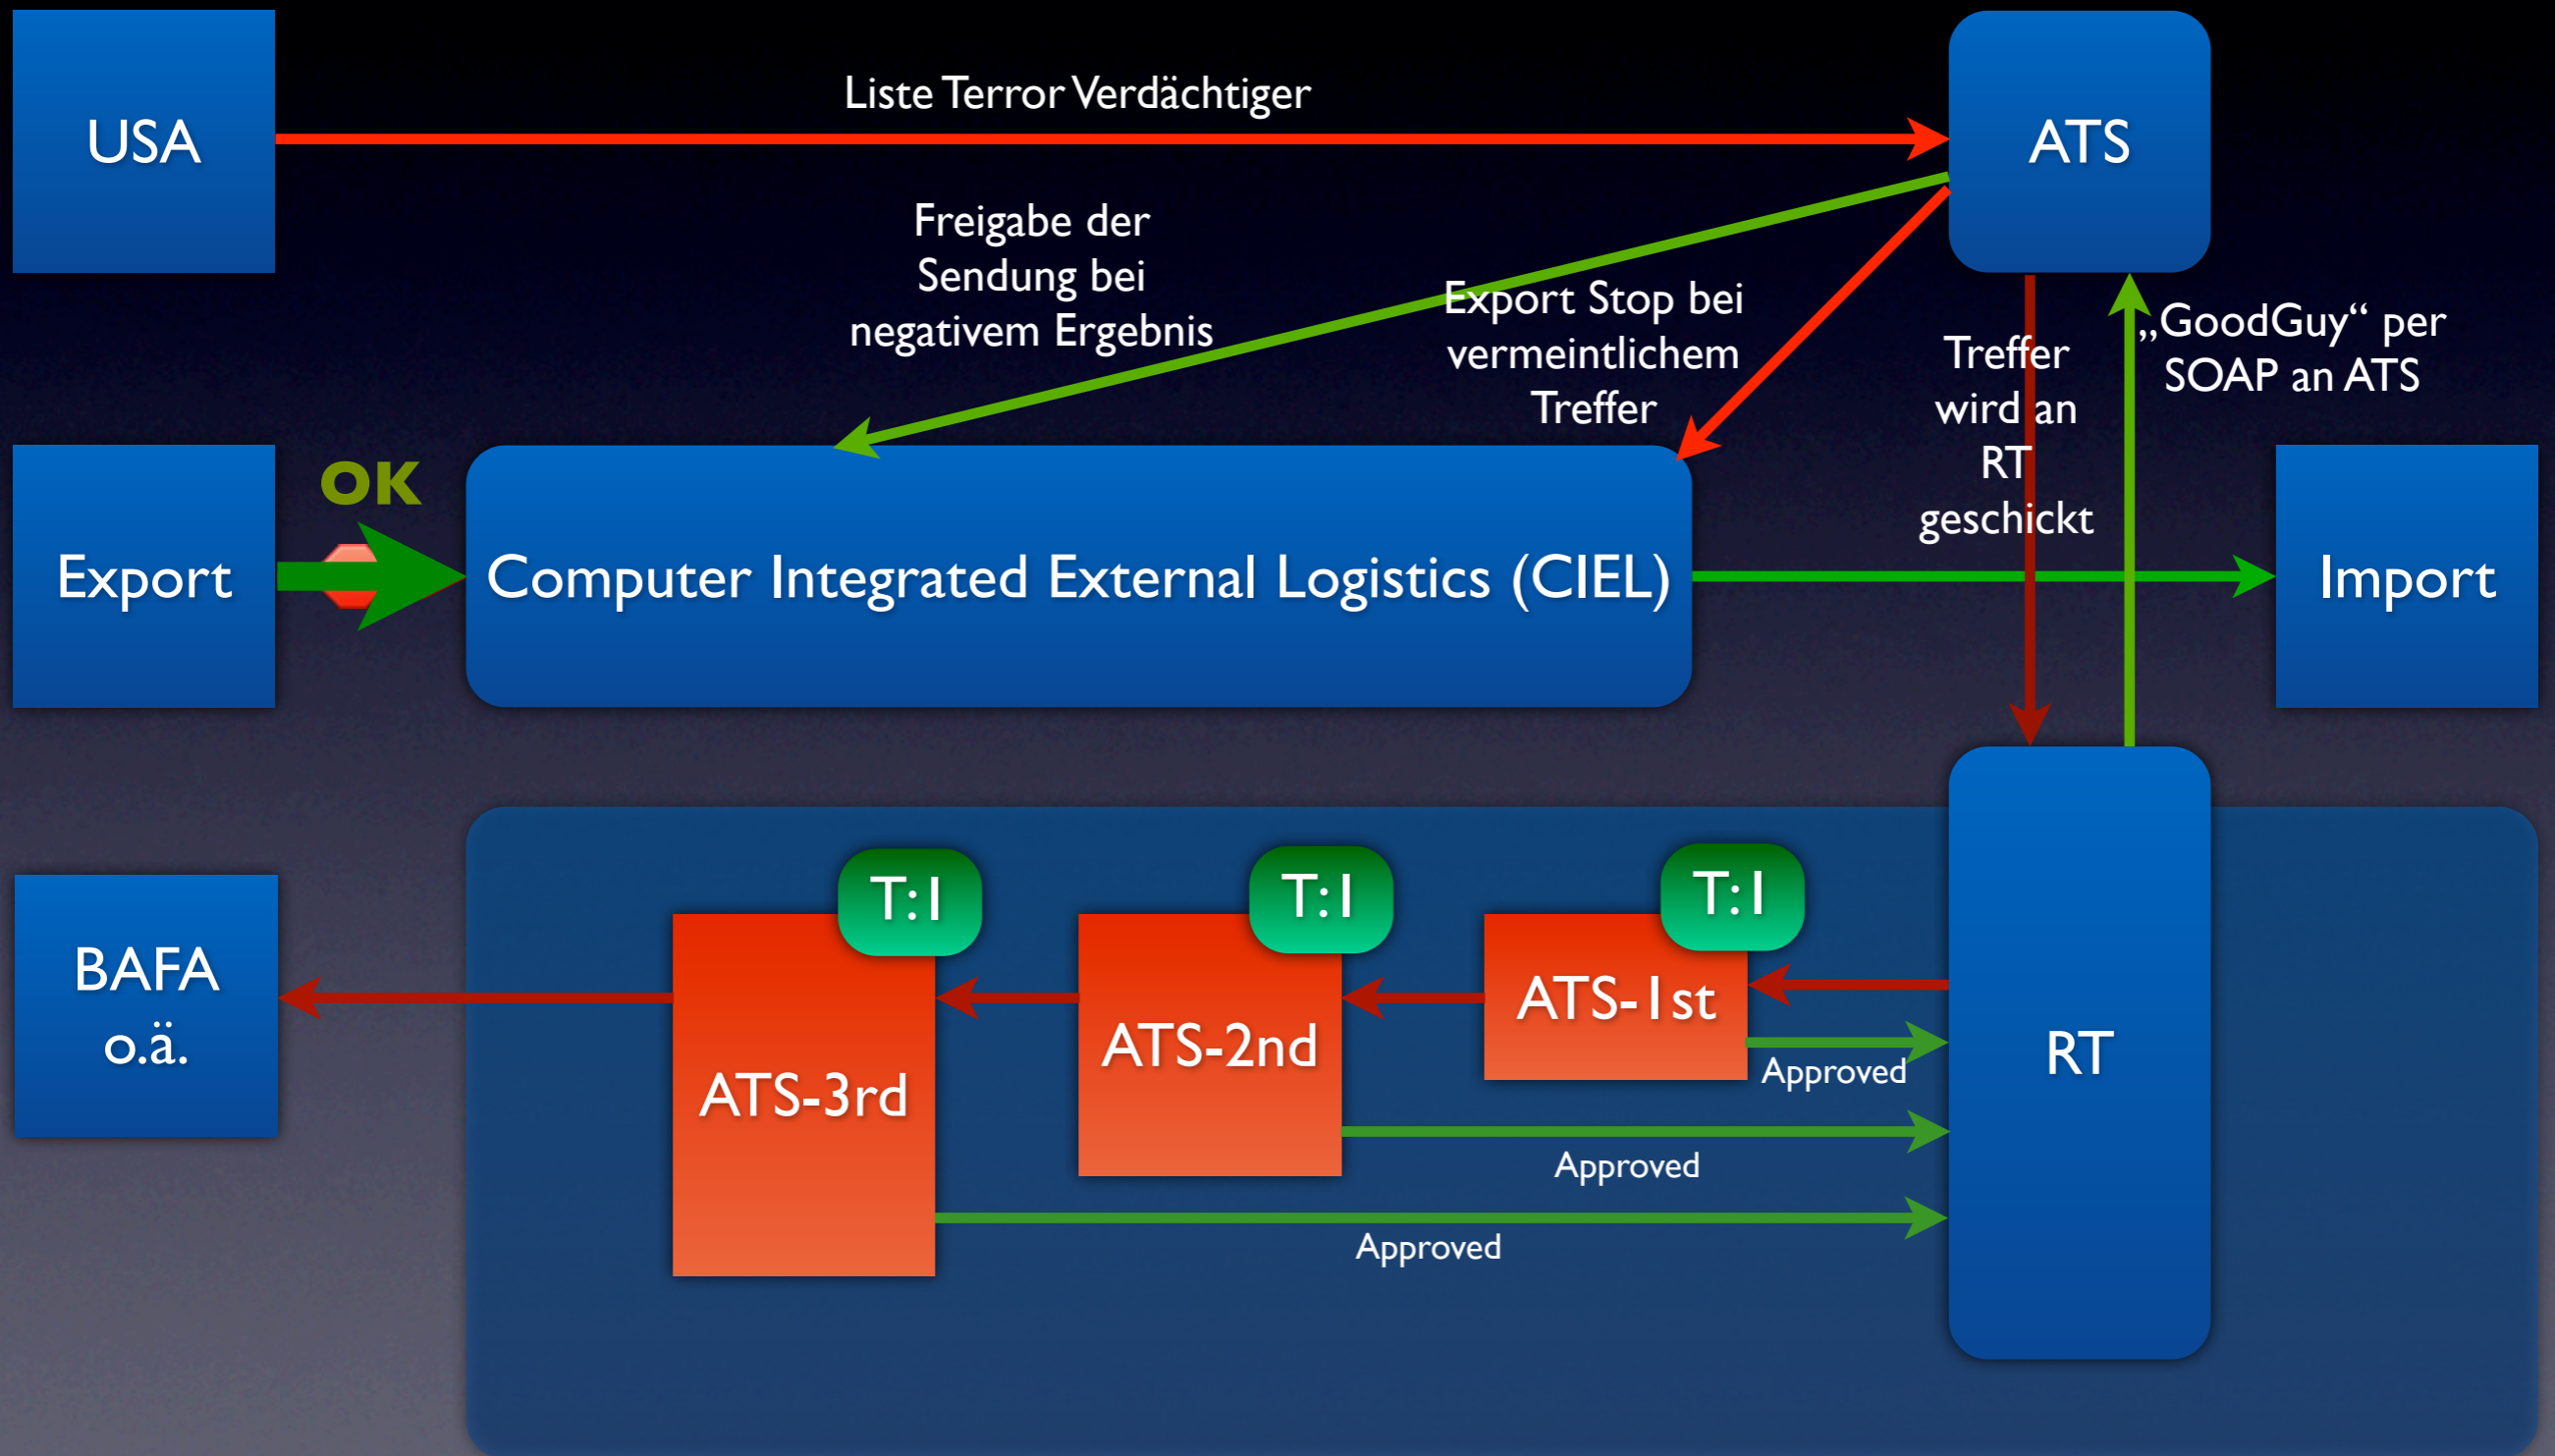 USA
Liste Terror Verdächtiger
ATS
Freigabe der
Sendung bei
negativem Ergebnis
Export Stop bei
vermeintlichem
Treffer
Treffer
wird an
RT
geschickt
„GoodGuy“ per
SOAP an ATS
Export
OK
Computer Integrated External Logistics (CIEL)
Import
BAFA
o.ä.
T:1
ATS-3rd
T:1
ATS-2nd
T:1
ATS-1st
RT
Approved
Approved
Approved